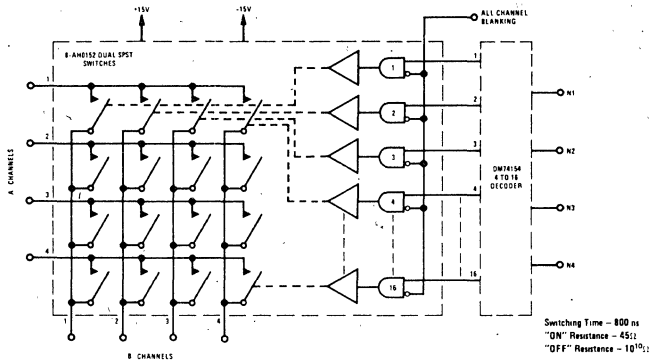 +15V
-15V
ALL CHANNEL
BLANKING
8-AH0152 DUAL SPST
SWITCHES
1
2
3
4
A CHANNELS
1
2
3
4
B CHANNELS
1
2
3
4
16
1
2
3
4
16
DM74154
4 TO 16
DECODER
N1
N2
N3
N4
Switching Time – 800 ns
"ON" Resistance – 45Ω
"OFF" Resistance – 10¹⁰Ω